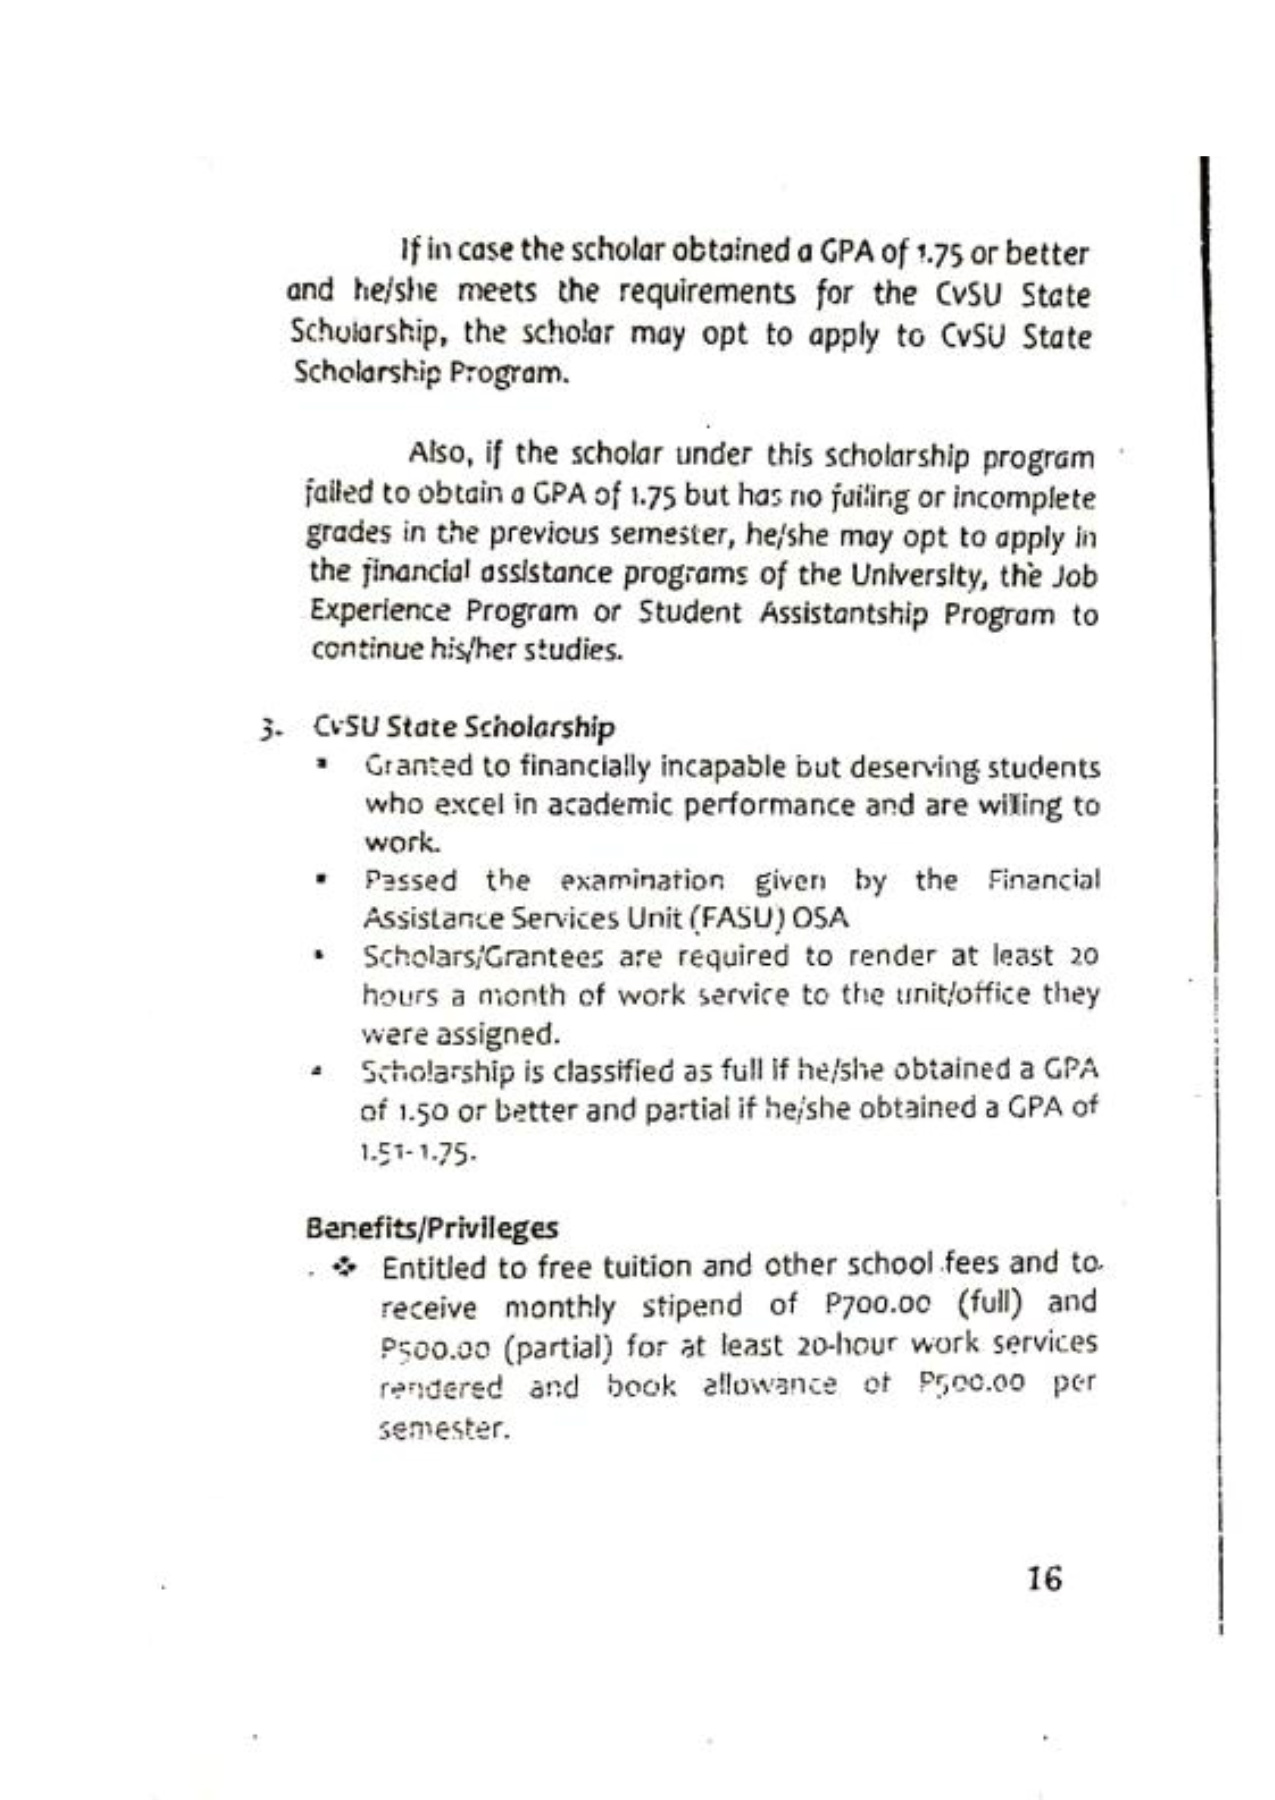 If in case the scholar obtained a GPA of 1.75 or better
and he/she meets the requirements for the CvSU State
Scholarship, the scholar may opt to apply to CvSU State
Scholarship Program.
Also, if the scholar under this scholarship program
failed to obtain a GPA of 1.75 but has no failing or incomplete
grades in the previous semester, he/she may opt to apply in
the financial assistance programs of the University, the Job
Experience Program or Student Assistantship Program to
continue his/her studies.
3. CvSU State Scholarship
▪ Granted to financially incapable but deserving students
who excel in academic performance and are willing to
work.
▪ Passed the examination given by the Financial
Assistance Services Unit (FASU) OSA
▪ Scholars/Grantees are required to render at least 20
hours a month of work service to the unit/office they
were assigned.
▪ Scholarship is classified as full if he/she obtained a GPA
of 1.50 or better and partial if he/she obtained a GPA of
1.51- 1.75.
Benefits/Privileges
❖ Entitled to free tuition and other school fees and to
receive monthly stipend of P700.00 (full) and
P500.00 (partial) for at least 20-hour work services
rendered and book allowance of P500.00 per
semester.
16